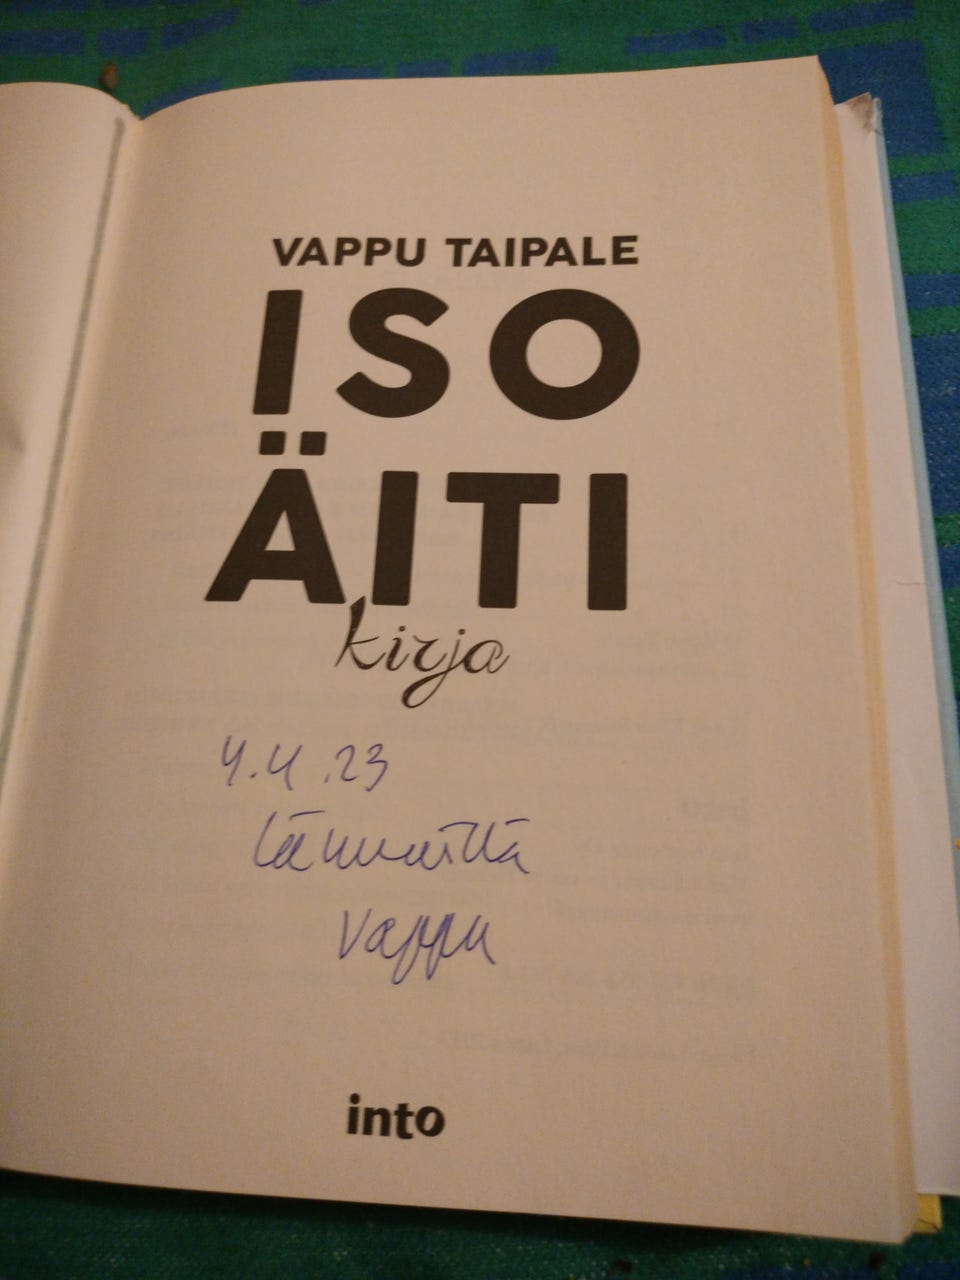 VAPPU TAIPALE
ISO
ÄITI
kirja
4.4.23
Lämmöllä
Vappu
into